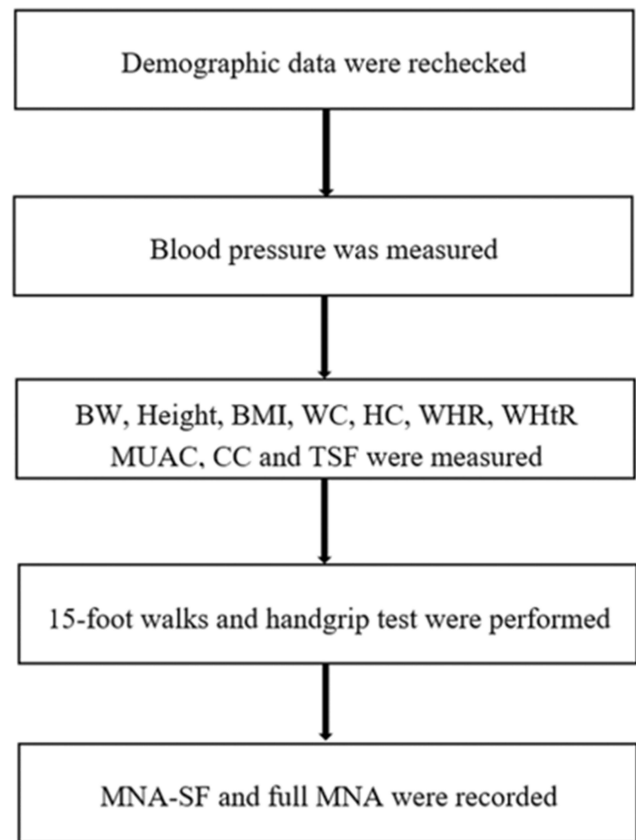 Demographic data were rechecked
Blood pressure was measured
BW, Height, BMI, WC, HC, WHR, WHtR
MUAC, CC and TSF were measured
15-foot walks and handgrip test were performed
MNA-SF and full MNA were recorded